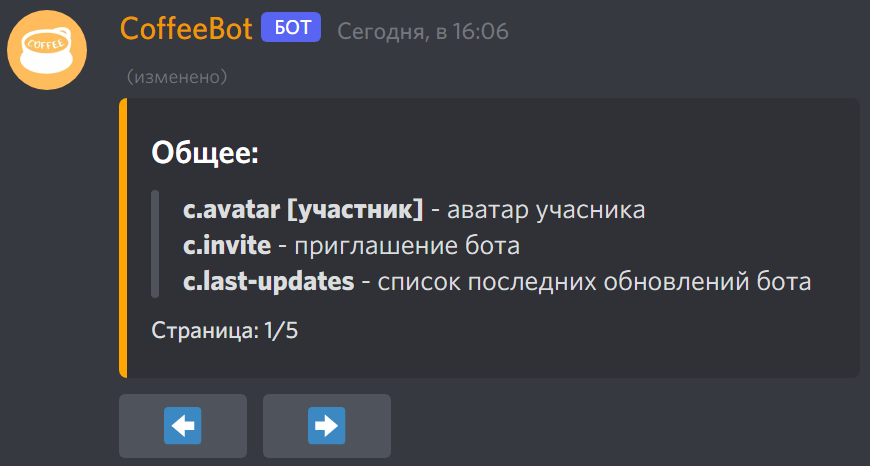 COFFEE
CoffeeBot БОТ Сегодня, в 16:06
(изменено)
Общее:
c.avatar [участник] - аватар учасника
c.invite - приглашение бота
c.last-updates - список последних обновлений бота
Страница: 1/5